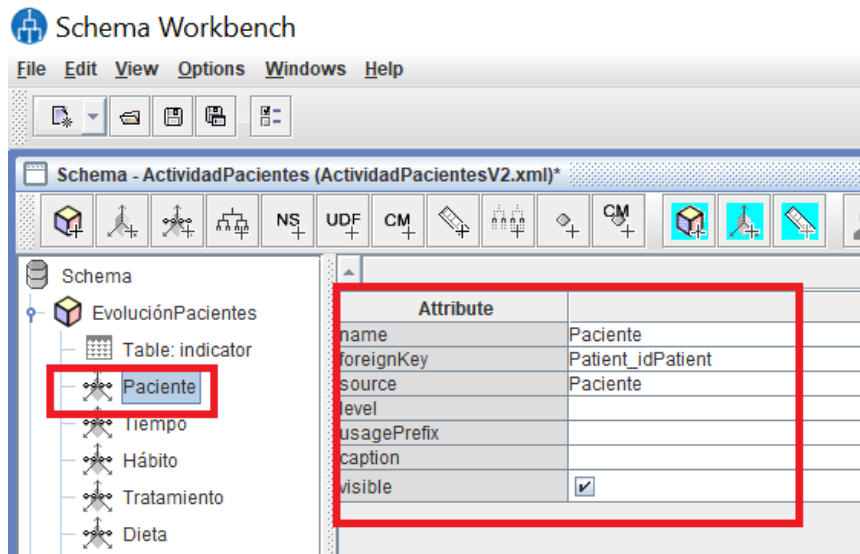 Schema Workbench
File Edit View Options Windows Help
Schema - ActividadPacientes (ActividadPacientesV2.xml)*
NS UDF CM CM
Schema
EvoluciónPacientes
Table: indicator
Paciente
Tiempo
Hábito
Tratamiento
Dieta
Attribute
name Paciente
foreignKey Patient_idPatient
source Paciente
level
usagePrefix
caption
visible